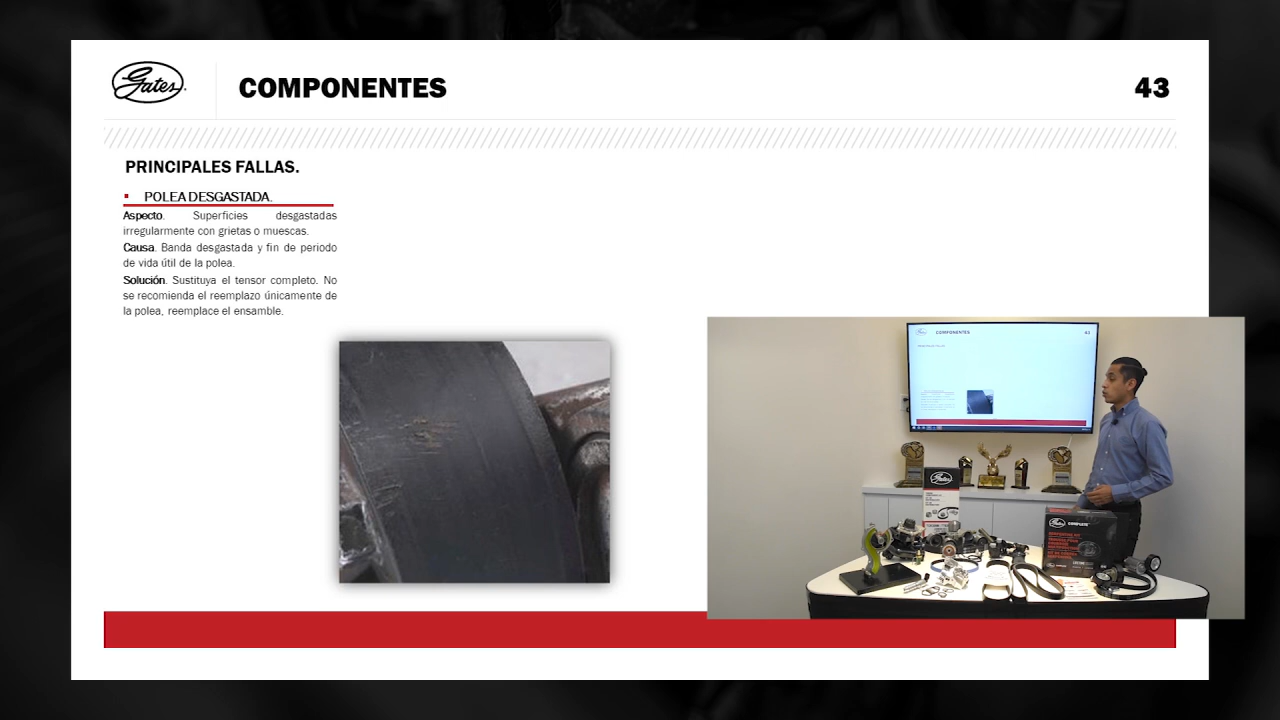 Gates
COMPONENTES
43
PRINCIPALES FALLAS.
▪ POLEA DESGASTADA.
Aspecto. Superficies desgastadas
irregularmente con grietas o muescas.
Causa. Banda desgastada y fin de periodo
de vida útil de la polea.
Solución. Sustituya el tensor completo. No
se recomienda el reemplazo únicamente de
la polea, reemplace el ensamble.
COMPONENTES
43
Gates
Gates